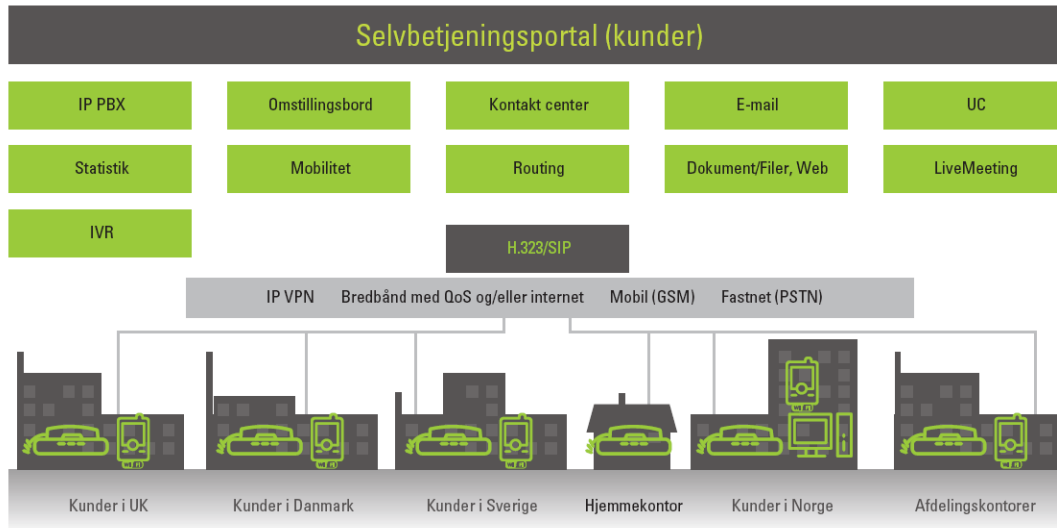 Selvbetjeningsportal (kunder)
IP PBX
Omstillingsbord
Kontakt center
E-mail
UC
Statistik
Mobilitet
Routing
Dokument/Filer, Web
LiveMeeting
IVR
H.323/SIP
IP VPN
Bredbånd med QoS og/eller internet
Mobil (GSM)
Fastnet (PSTN)
Kunder i UK
Kunder i Danmark
Kunder i Sverige
Hjemmekontor
Kunder i Norge
Afdelingskontorer